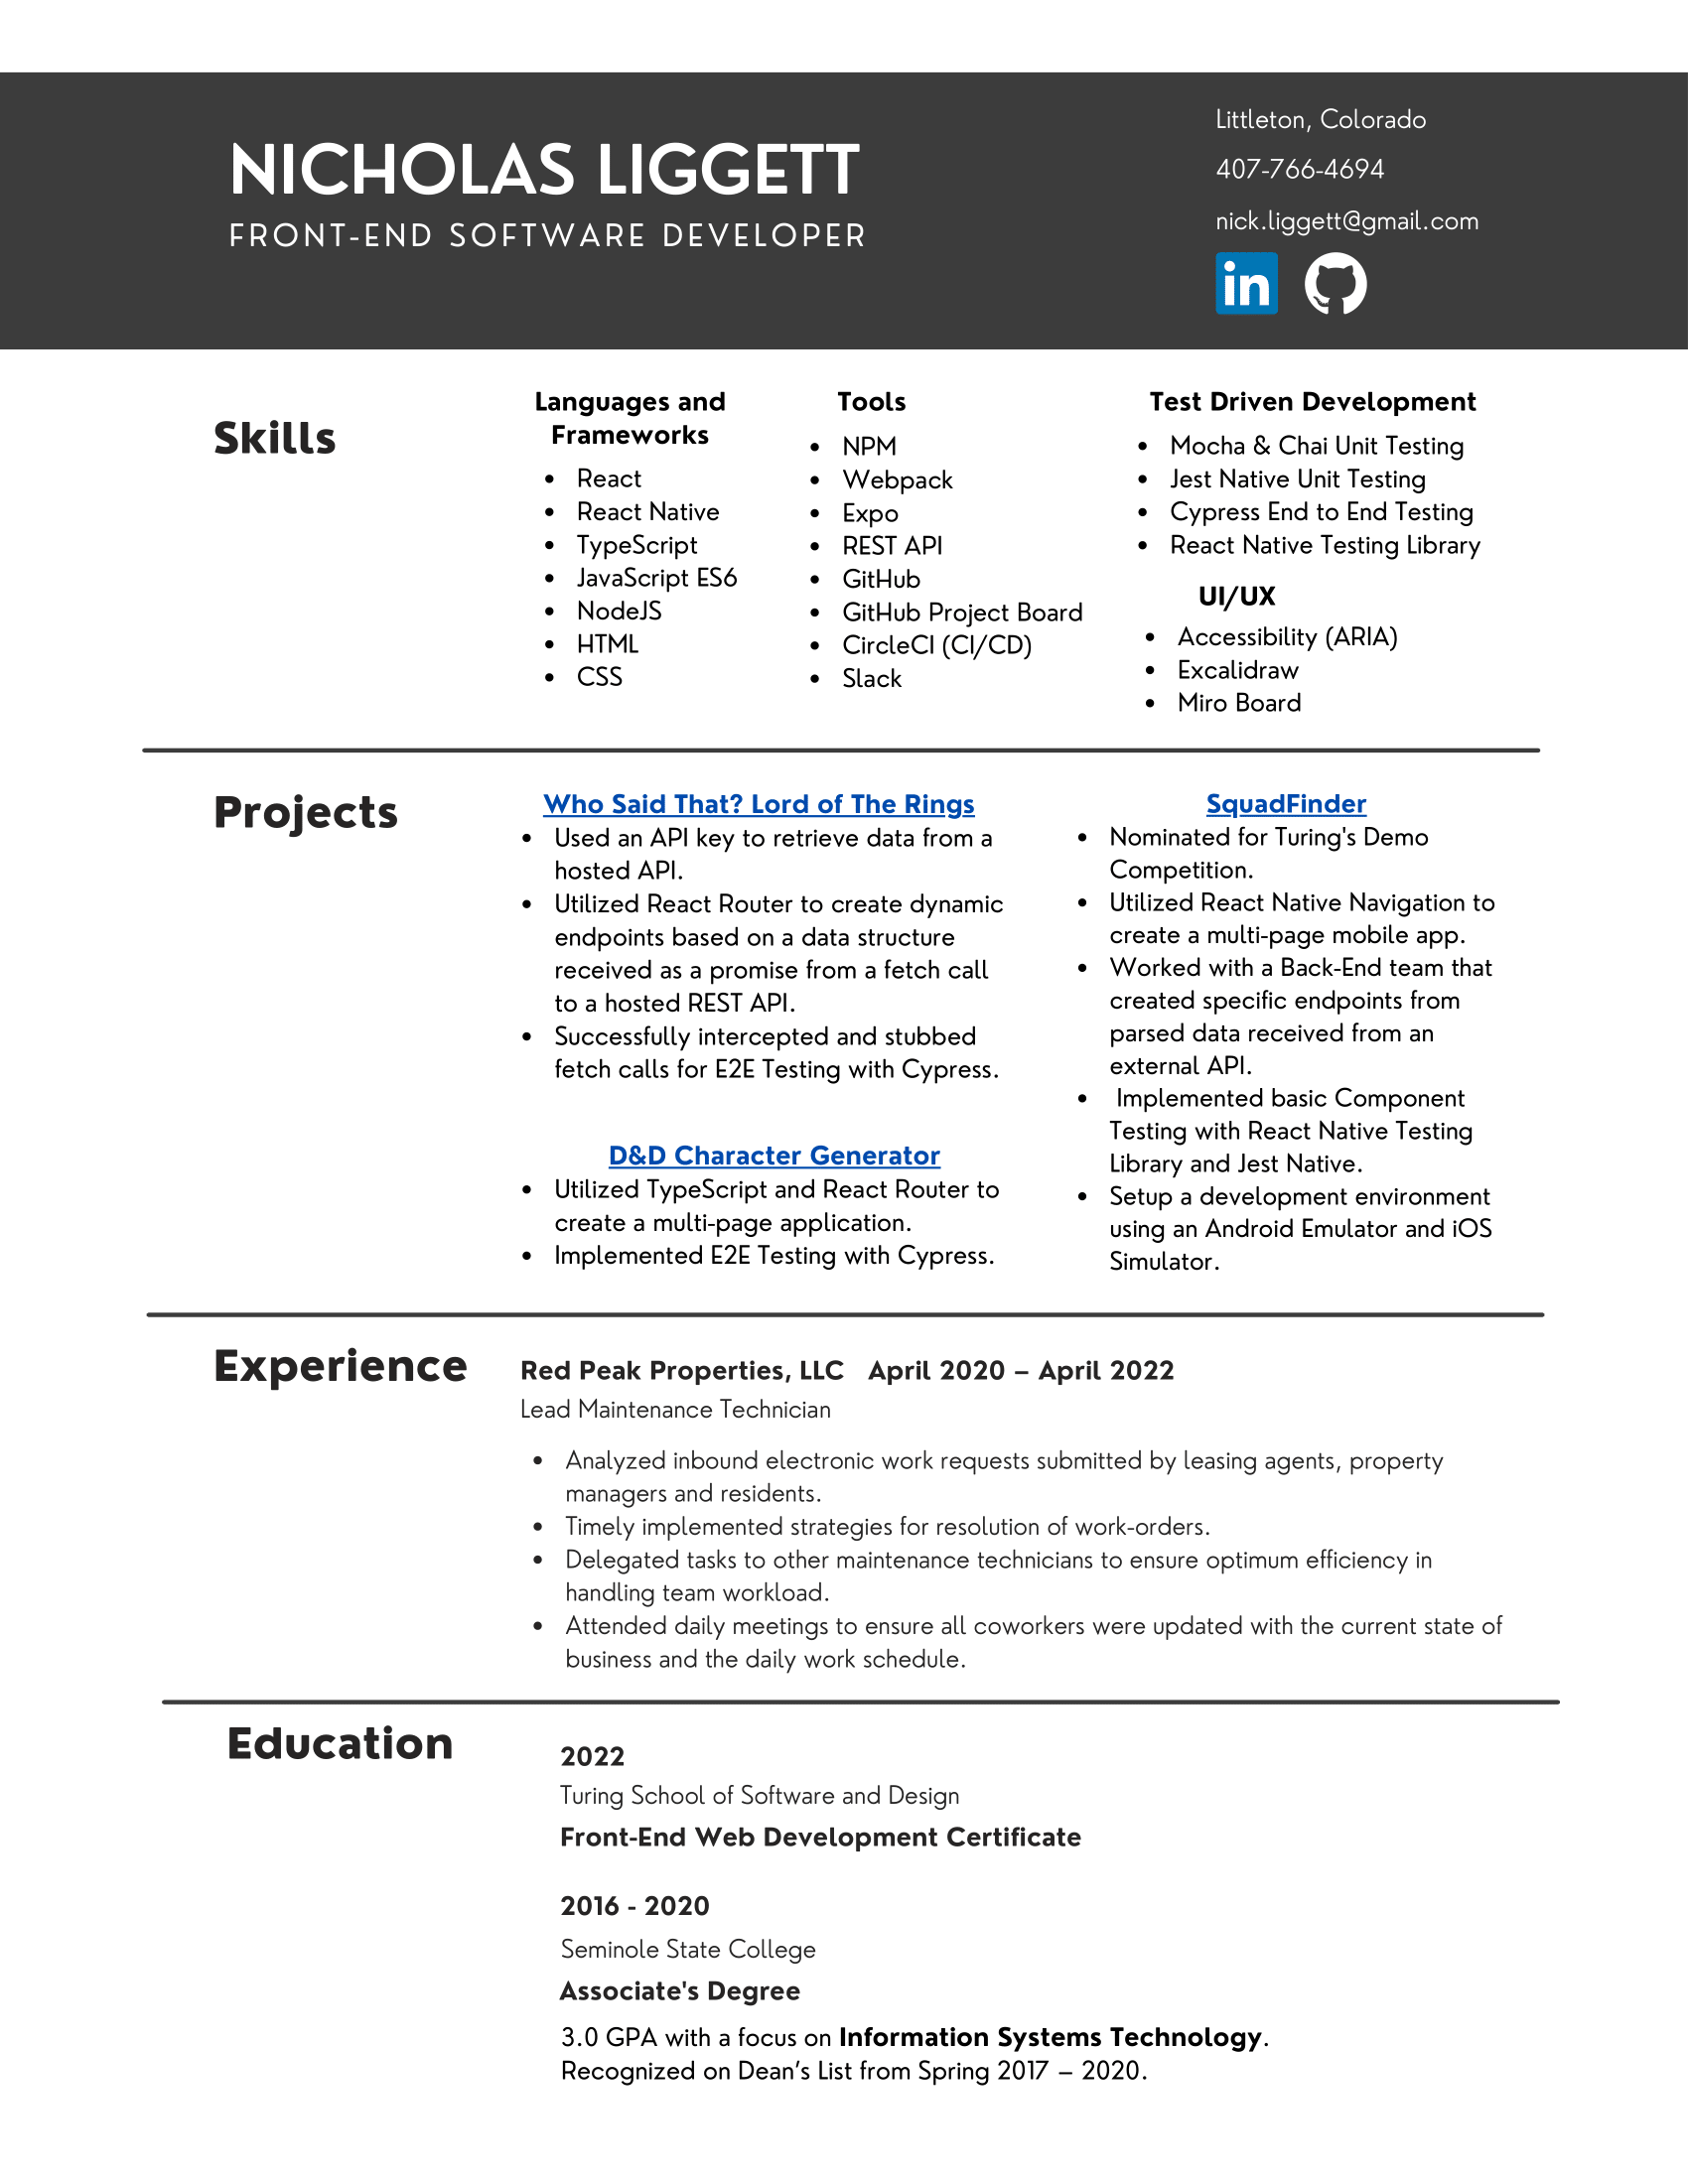 NICHOLAS LIGGETT
FRONT-END SOFTWARE DEVELOPER
Littleton, Colorado
407-766-4694
nick.liggett@gmail.com
in
Skills
Languages and
Frameworks
• React
• React Native
• TypeScript
• JavaScript ES6
• NodeJS
• HTML
• CSS
Tools
• NPM
• Webpack
• Expo
• REST API
• GitHub
• GitHub Project Board
• CircleCI (CI/CD)
• Slack
Test Driven Development
• Mocha & Chai Unit Testing
• Jest Native Unit Testing
• Cypress End to End Testing
• React Native Testing Library
UI/UX
• Accessibility (ARIA)
• Excalidraw
• Miro Board
Projects
Who Said That? Lord of The Rings
• Used an API key to retrieve data from a
hosted API.
• Utilized React Router to create dynamic
endpoints based on a data structure
received as a promise from a fetch call
to a hosted REST API.
• Successfully intercepted and stubbed
fetch calls for E2E Testing with Cypress.
D&D Character Generator
• Utilized TypeScript and React Router to
create a multi-page application.
• Implemented E2E Testing with Cypress.
SquadFinder
• Nominated for Turing's Demo
Competition.
• Utilized React Native Navigation to
create a multi-page mobile app.
• Worked with a Back-End team that
created specific endpoints from
parsed data received from an
external API.
• Implemented basic Component
Testing with React Native Testing
Library and Jest Native.
• Setup a development environment
using an Android Emulator and iOS
Simulator.
Experience
Red Peak Properties, LLC April 2020 – April 2022
Lead Maintenance Technician
• Analyzed inbound electronic work requests submitted by leasing agents, property
managers and residents.
• Timely implemented strategies for resolution of work-orders.
• Delegated tasks to other maintenance technicians to ensure optimum efficiency in
handling team workload.
• Attended daily meetings to ensure all coworkers were updated with the current state of
business and the daily work schedule.
Education
2022
Turing School of Software and Design
Front-End Web Development Certificate
2016 - 2020
Seminole State College
Associate's Degree
3.0 GPA with a focus on Information Systems Technology.
Recognized on Dean’s List from Spring 2017 – 2020.